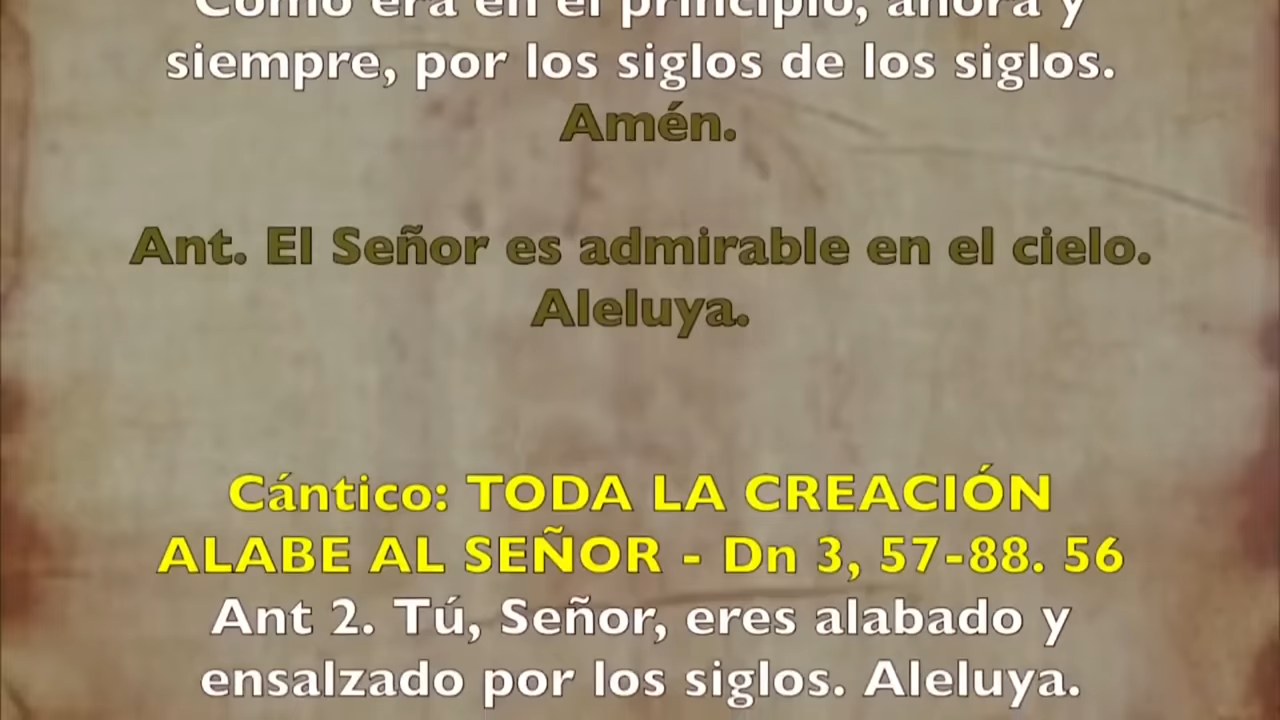 Como era en el principio, ahora y
siempre, por los siglos de los siglos.
Amén.
Ant. El Señor es admirable en el cielo.
Aleluya.
Cántico: TODA LA CREACIÓN
ALABE AL SEÑOR - Dn 3, 57-88. 56
Ant 2. Tú, Señor, eres alabado y
ensalzado por los siglos. Aleluya.